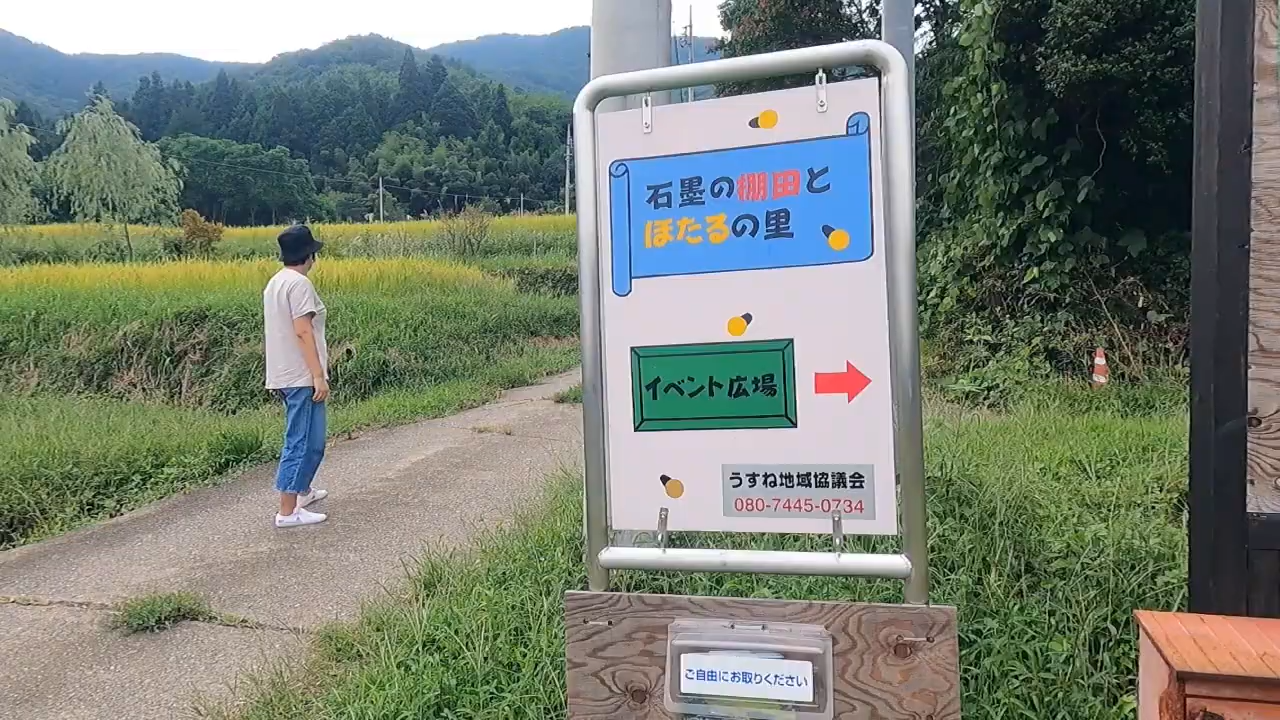 石墨の棚田と
ほたるの里
イベント広場
うすね地域協議会
080-7445-0734
ご自由にお取りください